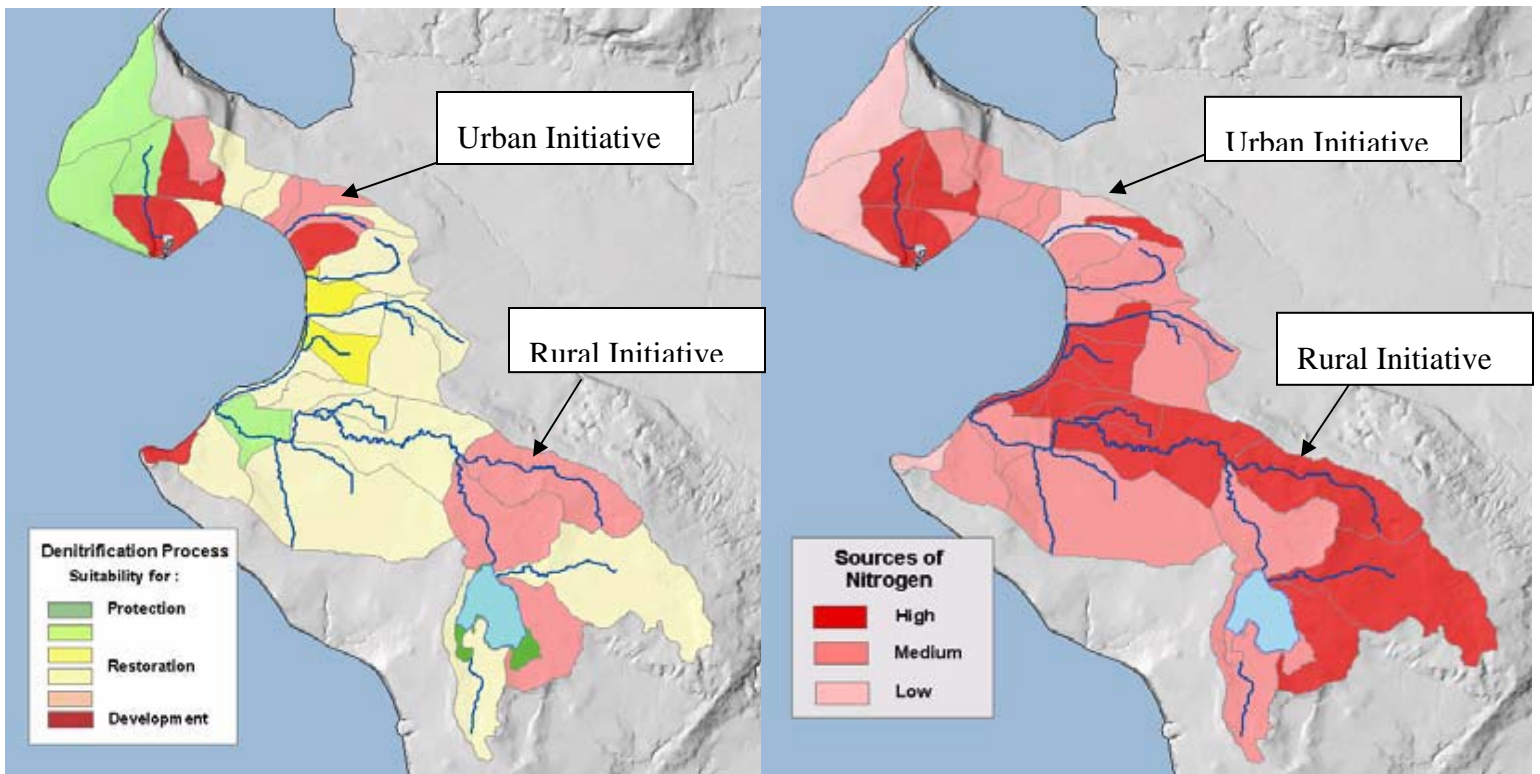 Urban Initiative
Rural Initiative
Denitrification Process
Suitability for :
Protection
Restoration
Development
Urban Initiative
Rural Initiative
Sources of
Nitrogen
High
Medium
Low